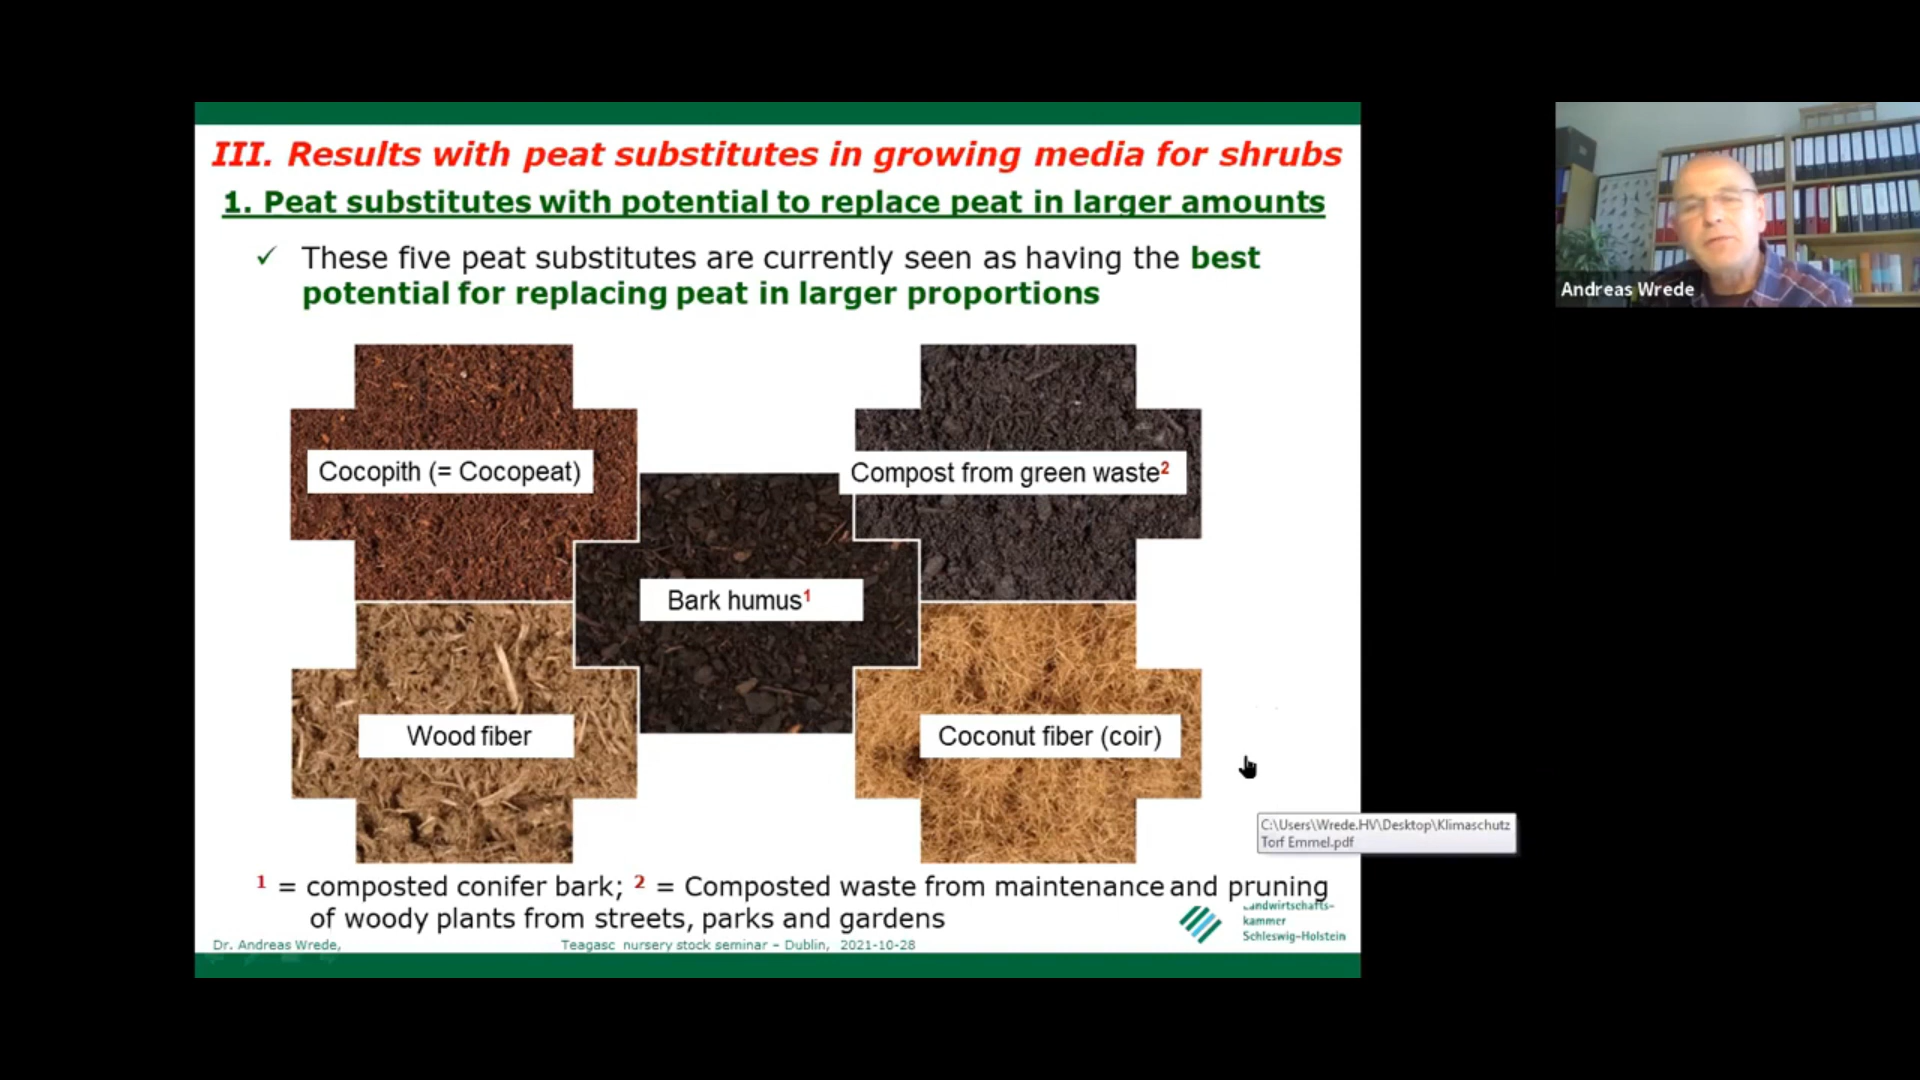 III. Results with peat substitutes in growing media for shrubs
1. Peat substitutes with potential to replace peat in larger amounts
✓ These five peat substitutes are currently seen as having the best
potential for replacing peat in larger proportions
Cocopith (= Cocopeat)
Compost from green waste²
Bark humus¹
Wood fiber
Coconut fiber (coir)
¹ = composted conifer bark; ² = Composted waste from maintenance and pruning
of woody plants from streets, parks and gardens
Landwirtschafts-
kammer
Schleswig-Holstein
Dr. Andreas Wrede, Teagasc nursery stock seminar – Dublin, 2021-10-28
C:\Users\Wrede.HV\Desktop\Klimaschutz
Torf Emmel.pdf
Andreas Wrede